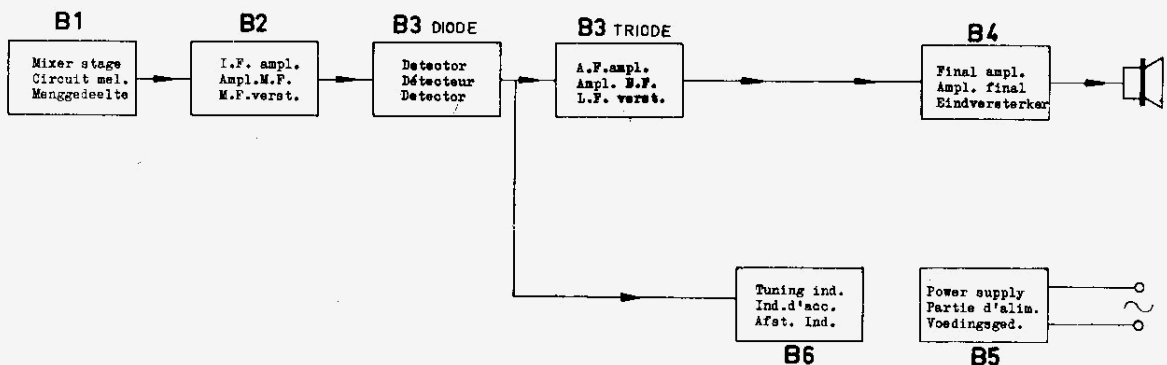 B1
Mixer stage
Circuit mel.
Menggedeelte
B2
I.F. ampl.
Ampl.M.F.
M.F.verst.
B3 DIODE
Detector
Détecteur
Detector
B3 TRIODE
A.F.ampl.
Ampl. B.F.
L.F. verst.
B4
Final ampl.
Ampl. final
Eindversterker
Tuning ind.
Ind.d'acc.
Afst. Ind.
B6
Power supply
Partie d'alim.
Voedingsged.
B5